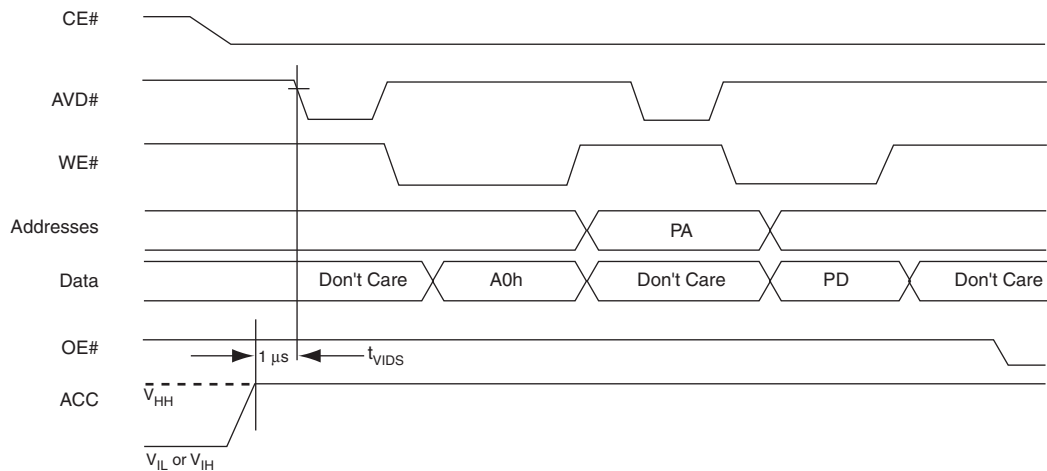 CE#
AVD#
WE#
Addresses
PA
Data
Don't Care
A0h
Don't Care
PD
Don't Care
OE#
1 μs
tVIDS
ACC
VHH
VIL or VIH